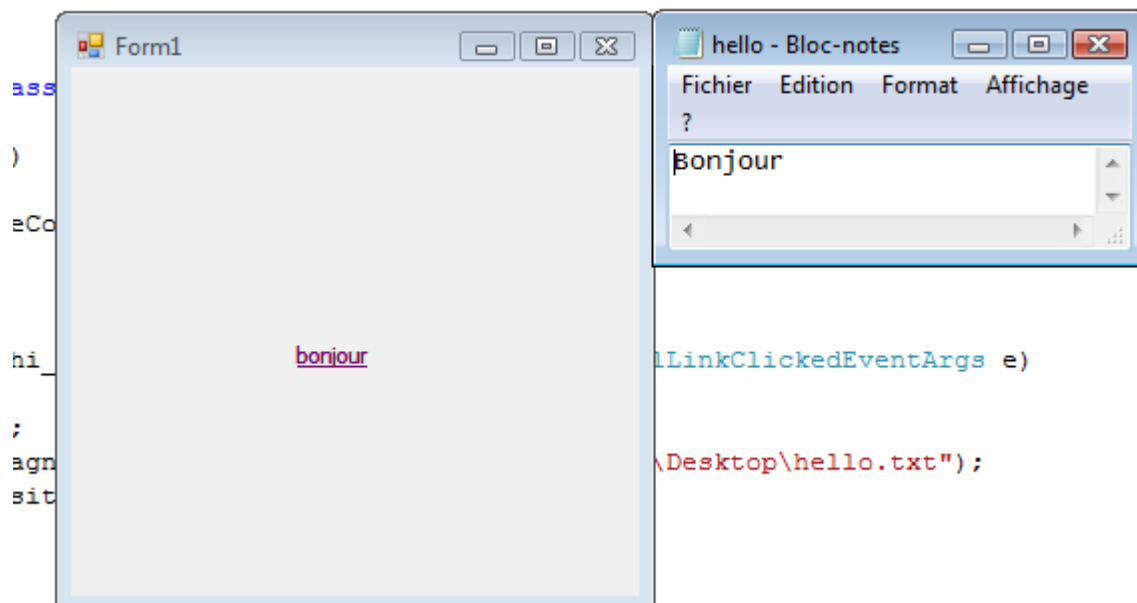 Form1
hello - Bloc-notes
Fichier Edition Format Affichage
?
Bonjour
bonjour
ass
)
eCo
hi_
lLinkClickedEventArgs e)
;
agn
\Desktop\hello.txt");
sit